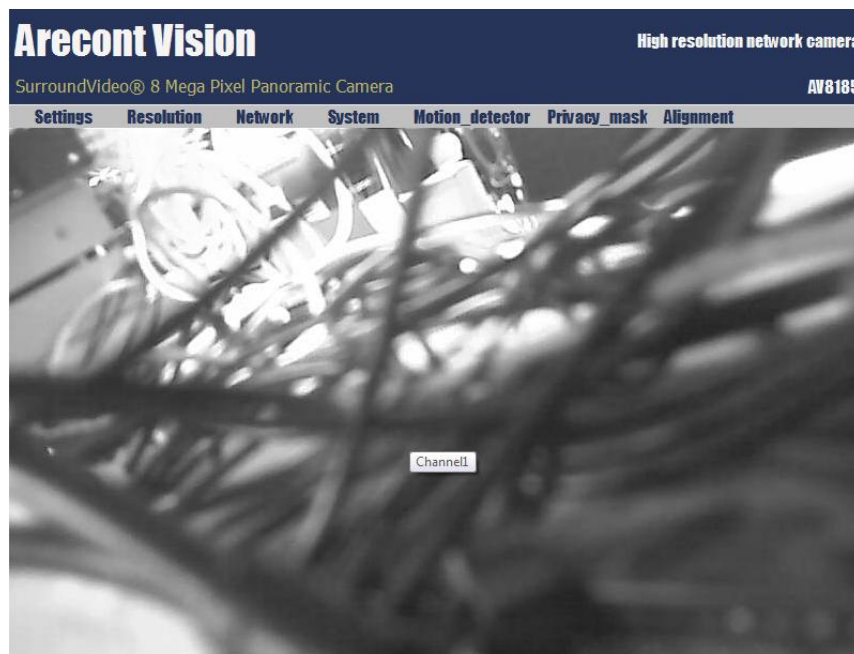 Arecont Vision
High resolution network camera
SurroundVideo® 8 Mega Pixel Panoramic Camera
AV8185
Settings Resolution Network System Motion_detector Privacy_mask Alignment
Channel1